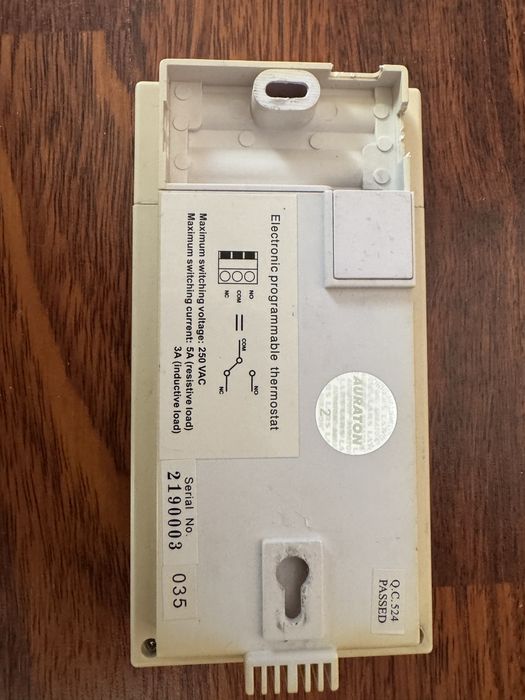 Electronic programmable thermostat
NO
COM
NC
=
COM
NO
NC
Maximum switching voltage: 250 VAC
Maximum switching current: 5A (resistive load)
3A (inductive load)
AURATON
2
Serial No.
2190003
035
Q.C.524
PASSED